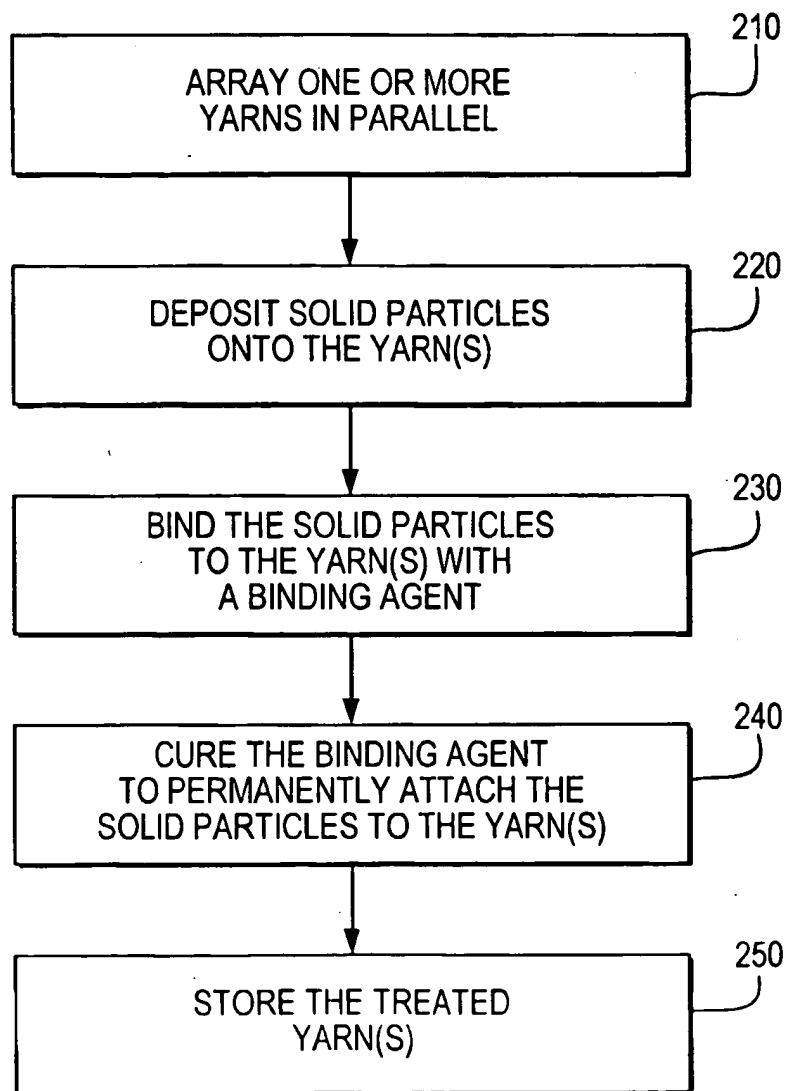 210
ARRAY ONE OR MORE
YARNS IN PARALLEL
220
DEPOSIT SOLID PARTICLES
ONTO THE YARN(S)
230
BIND THE SOLID PARTICLES
TO THE YARN(S) WITH
A BINDING AGENT
240
CURE THE BINDING AGENT
TO PERMANENTLY ATTACH THE
SOLID PARTICLES TO THE YARN(S)
250
STORE THE TREATED
YARN(S)